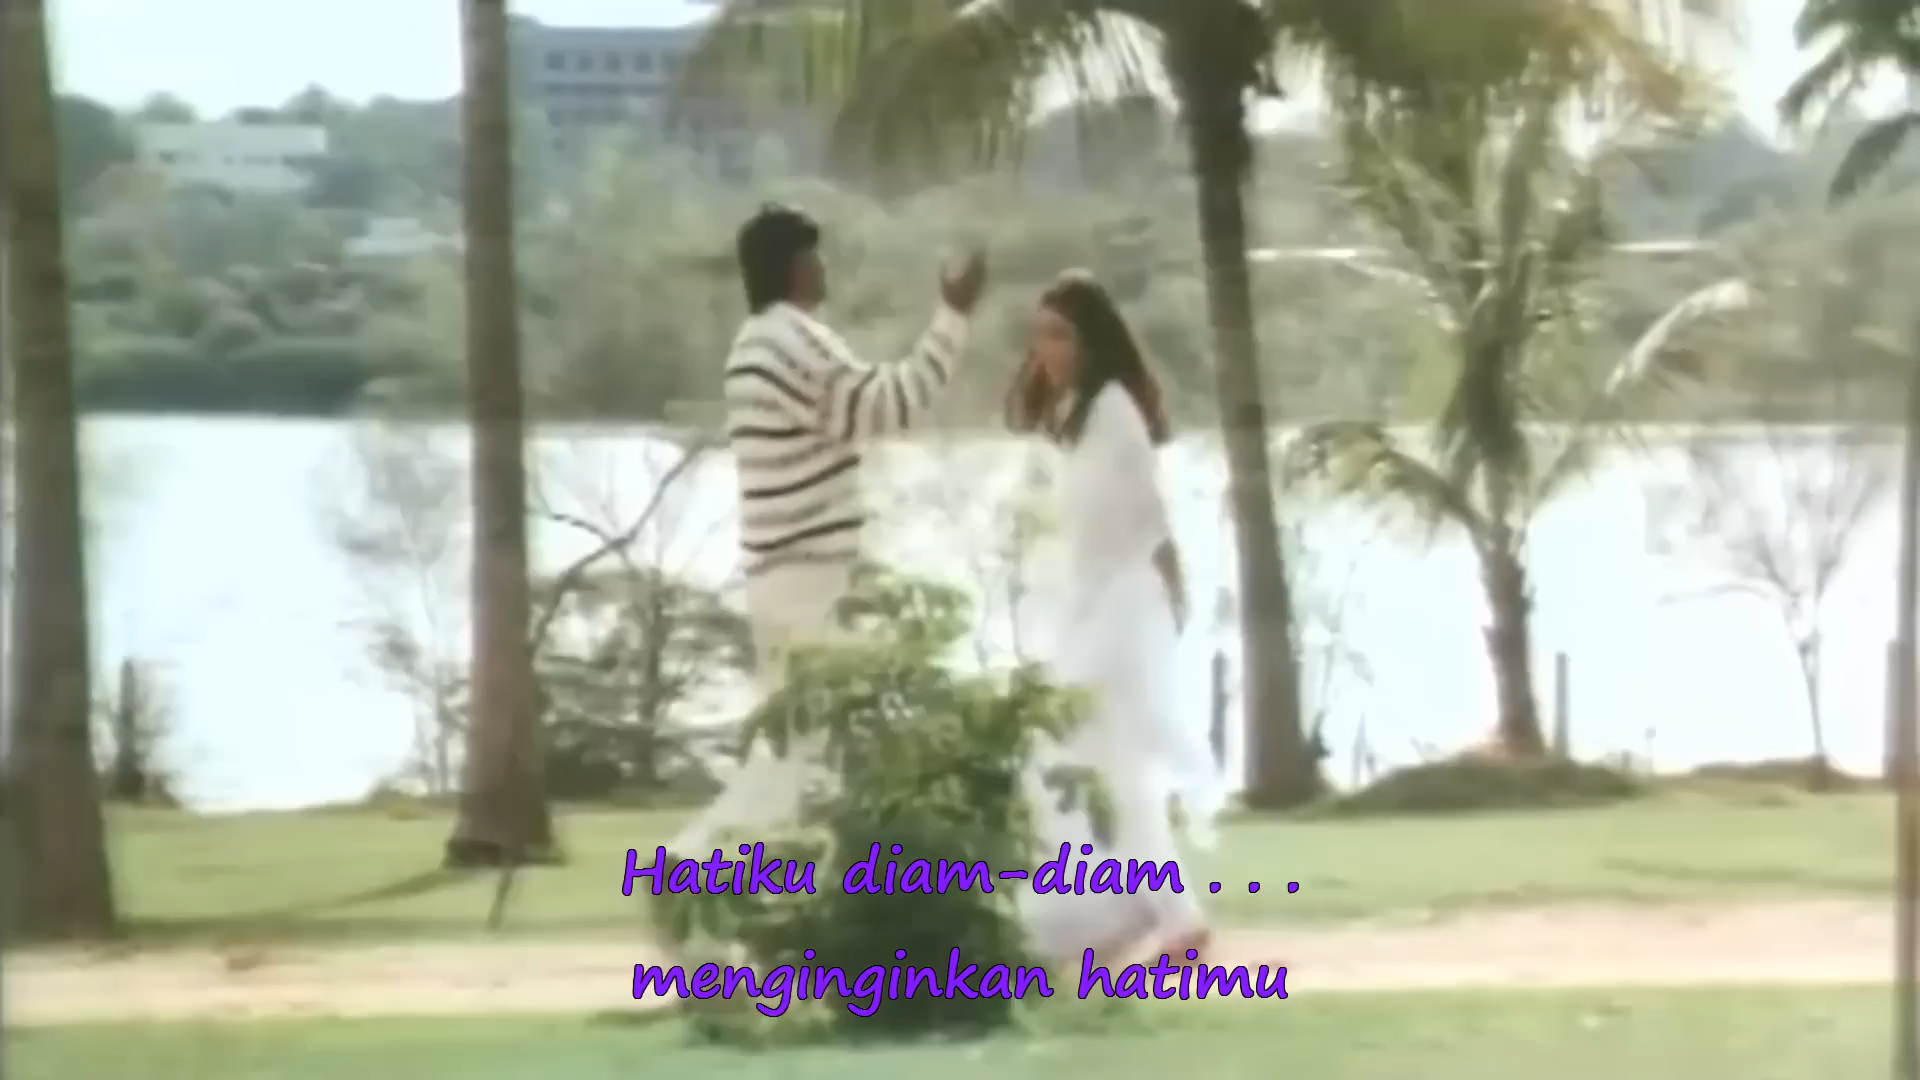 Hatiku diam-diam . . .
menginginkan hatimu